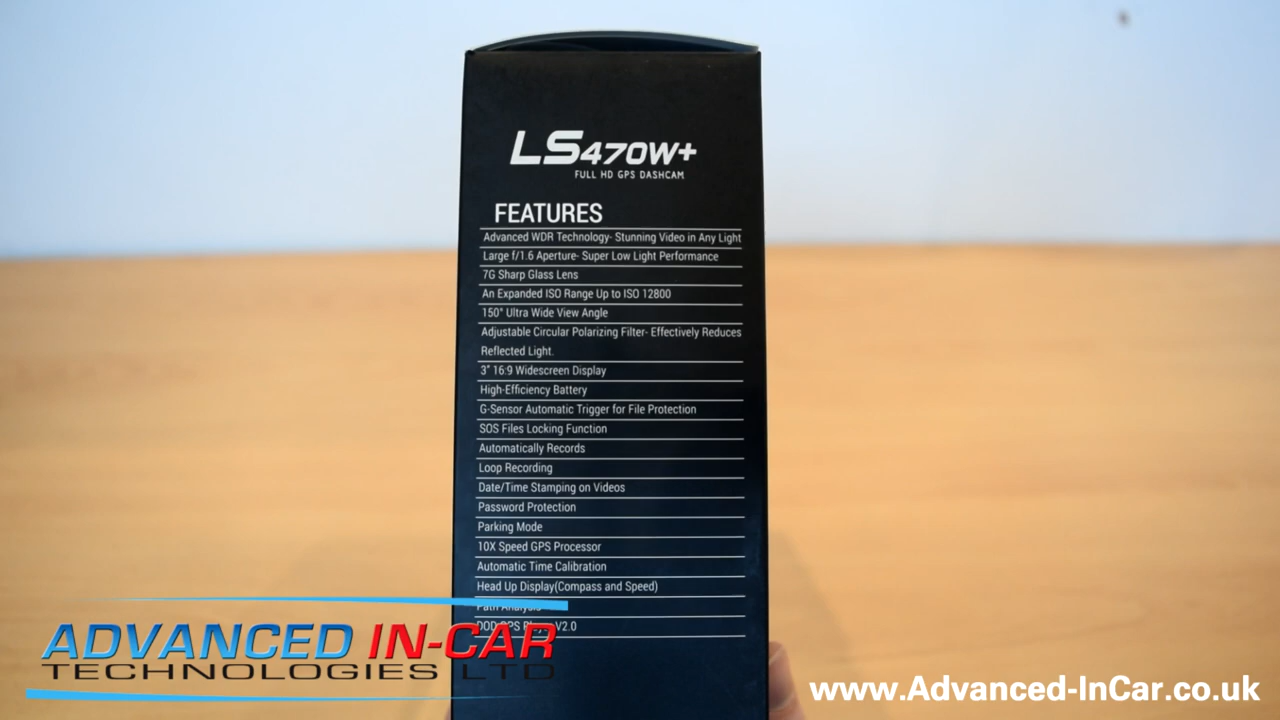 LS470W+
FULL HD GPS DASHCAM
FEATURES
Advanced WDR Technology- Stunning Video in Any Light
Large f/1.6 Aperture- Super Low Light Performance
7G Sharp Glass Lens
An Expanded ISO Range Up to ISO 12800
150° Ultra Wide View Angle
Adjustable Circular Polarizing Filter- Effectively Reduces
Reflected Light.
3" 16:9 Widescreen Display
High-Efficiency Battery
G-Sensor Automatic Trigger for File Protection
SOS Files Locking Function
Automatically Records
Loop Recording
Date/Time Stamping on Videos
Password Protection
Parking Mode
10X Speed GPS Processor
Automatic Time Calibration
Head Up Display(Compass and Speed)
Path Analysis
DOD GPS Player V2.0
ADVANCED IN-CAR
TECHNOLOGIES LTD
www.Advanced-InCar.co.uk